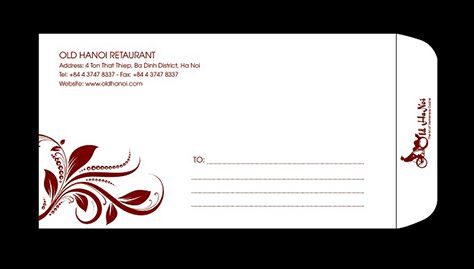 OLD HANOI RETAURANT
Address: 4 Ton That Thiep, Ba Dinh District, Ha Noi
Tel: +84 4 3747 8337 - Fax: +84 4 3747 8337
Website: www.oldhanoi.com
TO:
Old Ha Noi